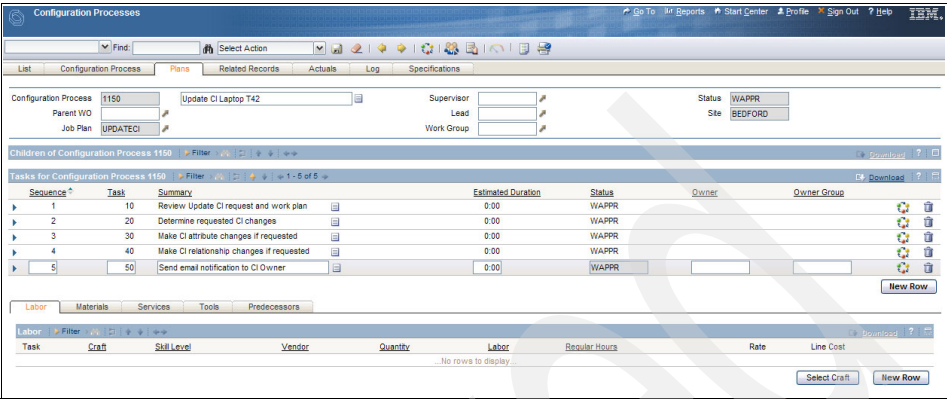 Configuration Processes
Go To Reports Start Center Profile Sign Out ? Help IBM.
Find: Select Action
List Configuration Process Plans Related Records Actuals Log Specifications
Configuration Process 1150 Update CI Laptop T42 Supervisor Status WAPPR
Parent WO Lead Site BEDFORD
Job Plan UPDATECI Work Group
Children of Configuration Process 1150 Filter Download ?
Tasks for Configuration Process 1150 Filter 1 - 5 of 5 Download ?
Sequence Task Summary Estimated Duration Status Owner Owner Group
1 10 Review Update CI request and work plan 0:00 WAPPR
2 20 Determine requested CI changes 0:00 WAPPR
3 30 Make CI attribute changes if requested 0:00 WAPPR
4 40 Make CI relationship changes if requested 0:00 WAPPR
5 50 Send email notification to CI Owner 0:00 WAPPR
New Row
Labor Materials Services Tools Predecessors
Labor Filter Download ?
Task Craft Skill Level Vendor Quantity Labor Regular Hours Rate Line Cost
...No rows to display...
Select Craft New Row